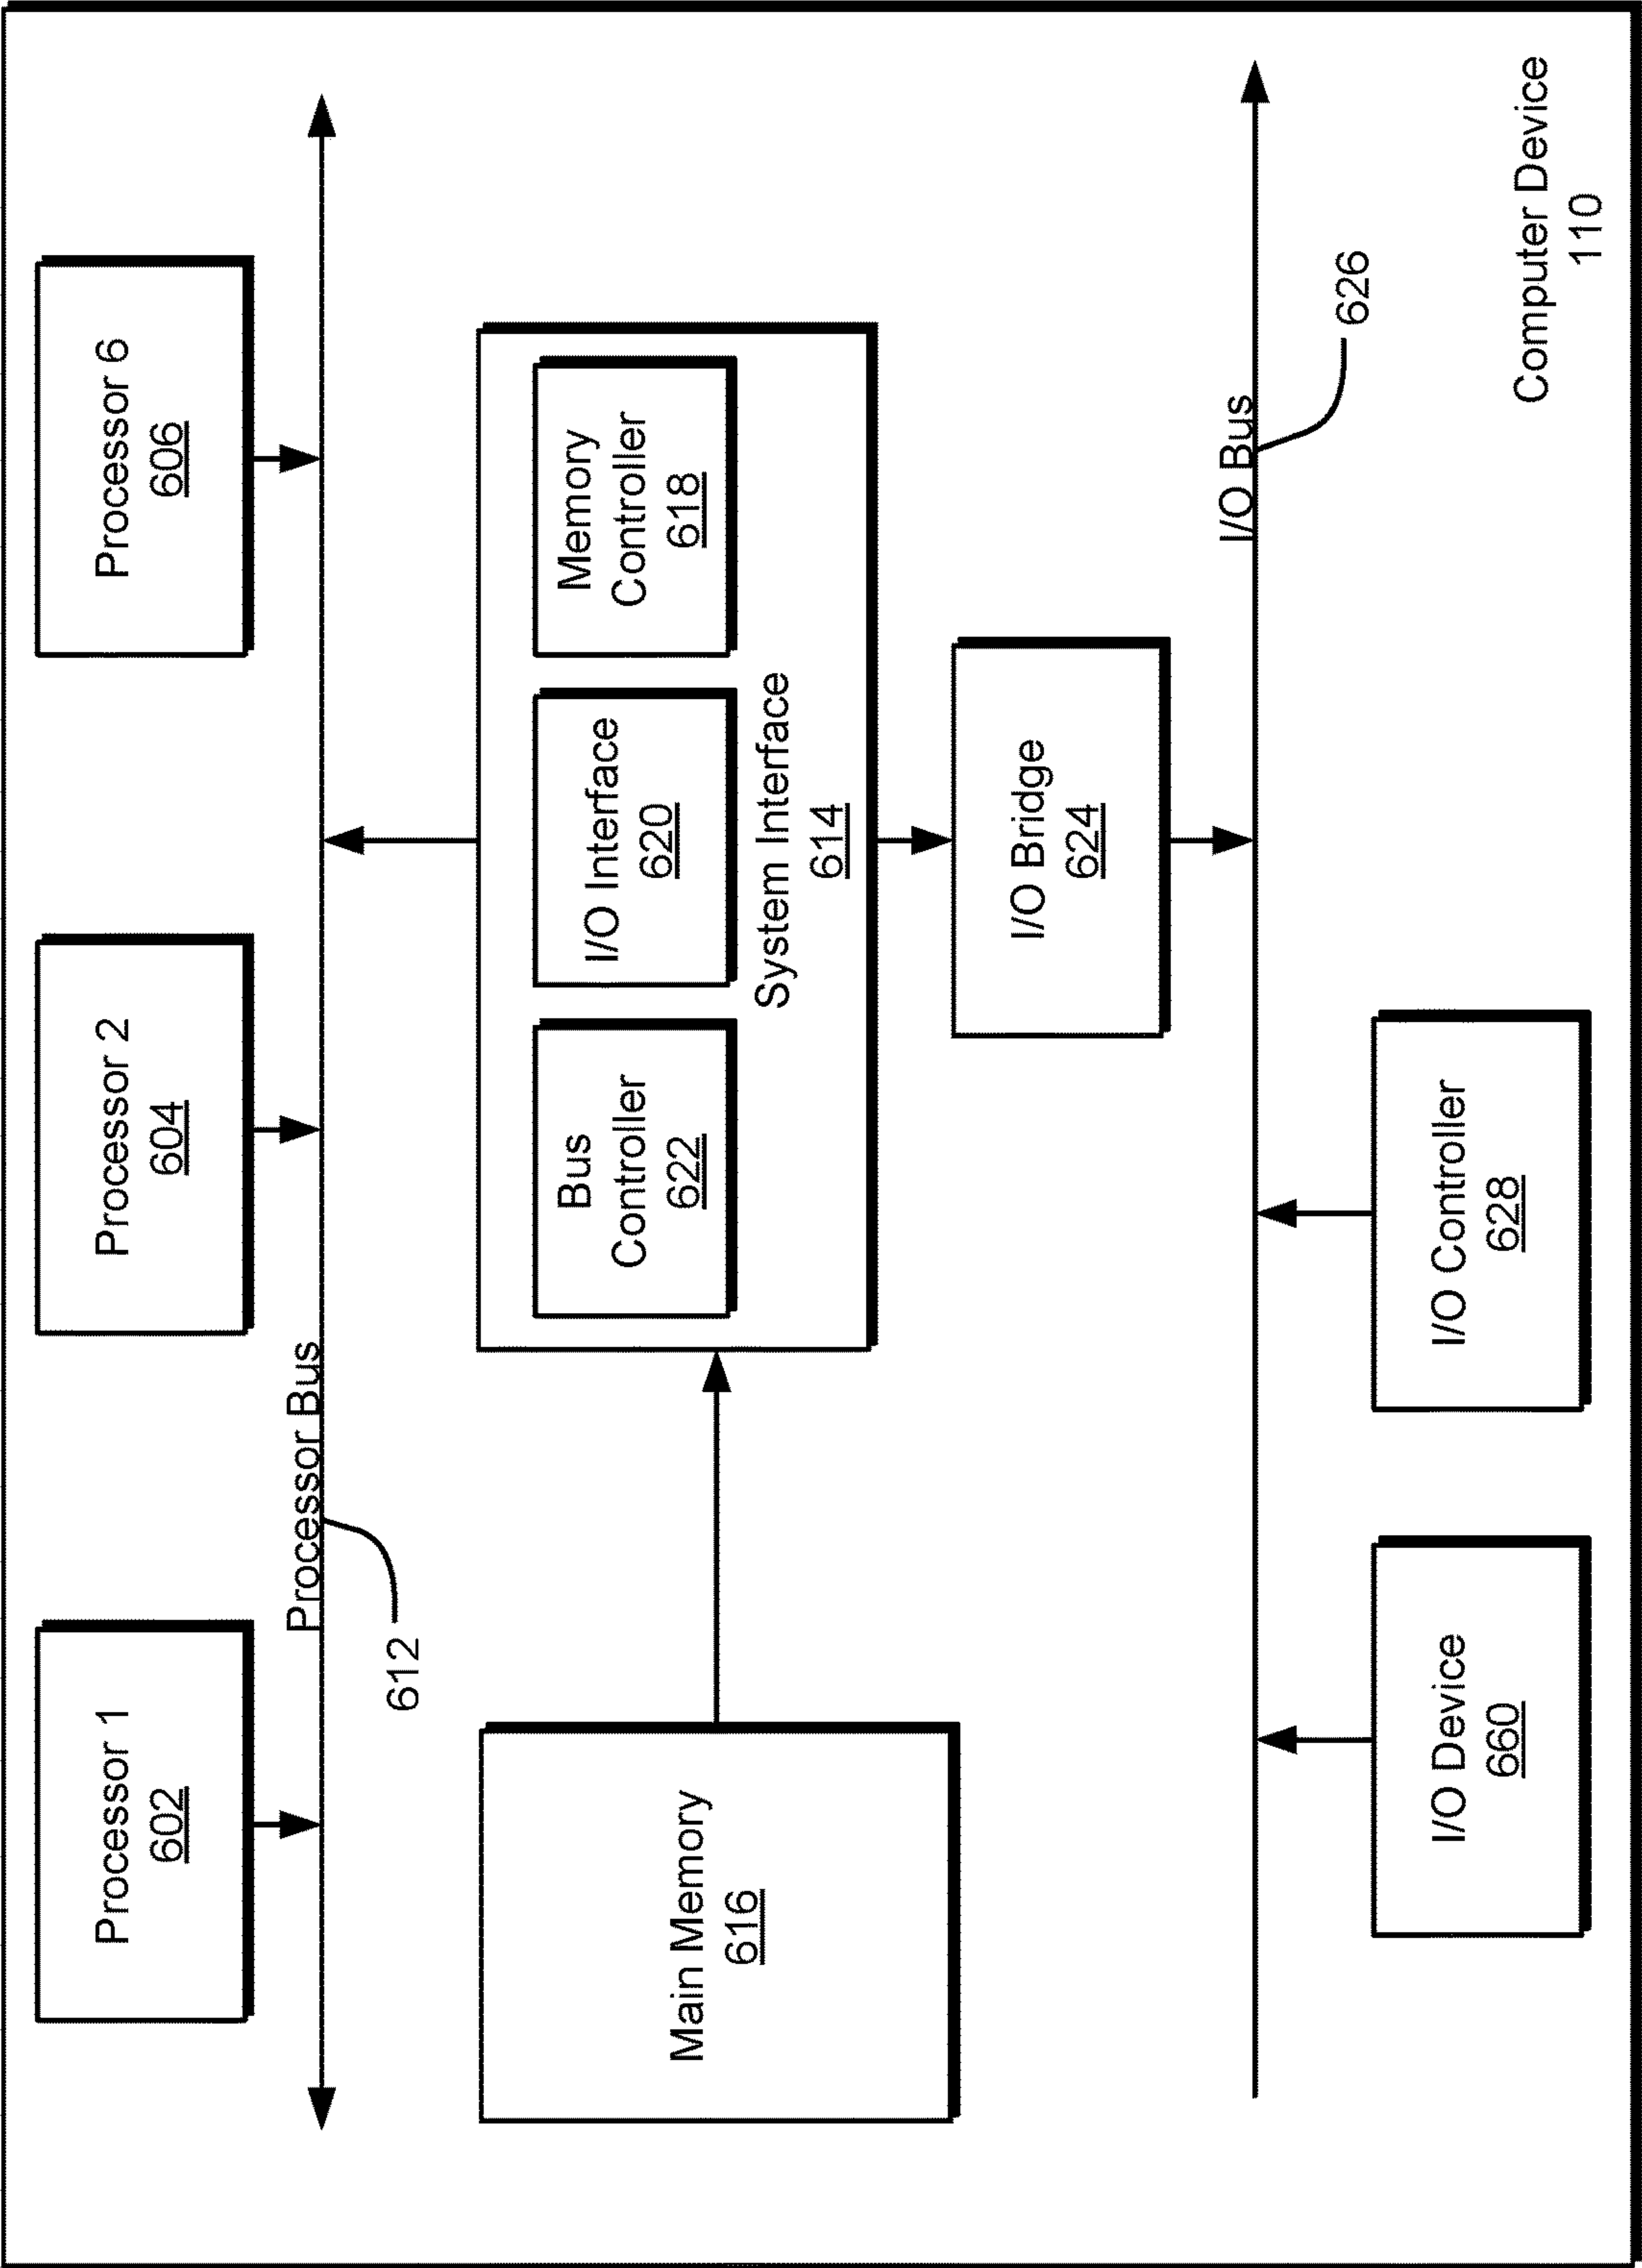 Processor 1
602
Processor 2
604
Processor 6
606
Processor Bus
612
Main Memory
616
Bus
Controller
622
I/O Interface
620
Memory
Controller
618
System Interface
614
I/O Bridge
624
I/O Bus
626
I/O Device
660
I/O Controller
628
Computer Device
110